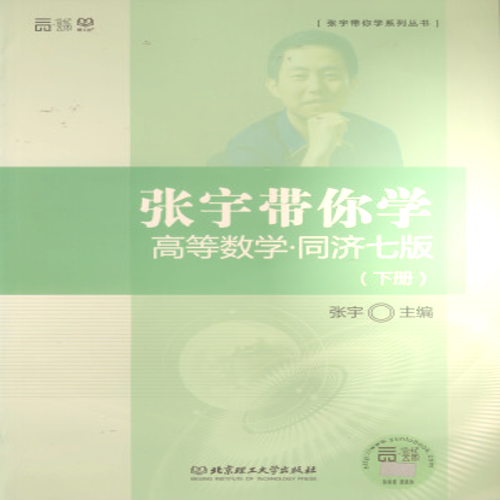 [ 张宇带你学系列丛书 ]
张宇带你学
高等数学·同济七版
（下册）
张宇 主编
北京理工大学出版社